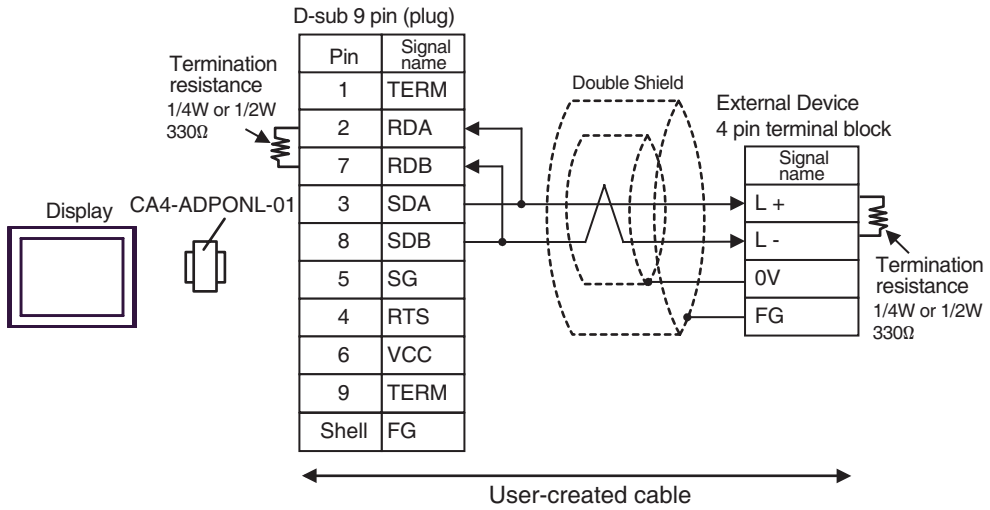 D-sub 9 pin (plug)
Pin Signal name
1 TERM
2 RDA
7 RDB
3 SDA
8 SDB
5 SG
4 RTS
6 VCC
9 TERM
Shell FG
Termination
resistance
1/4W or 1/2W
330Ω
Display
CA4-ADPONL-01
Double Shield
External Device
4 pin terminal block
Signal
name
L +
L -
0V
FG
Termination
resistance
1/4W or 1/2W
330Ω
User-created cable